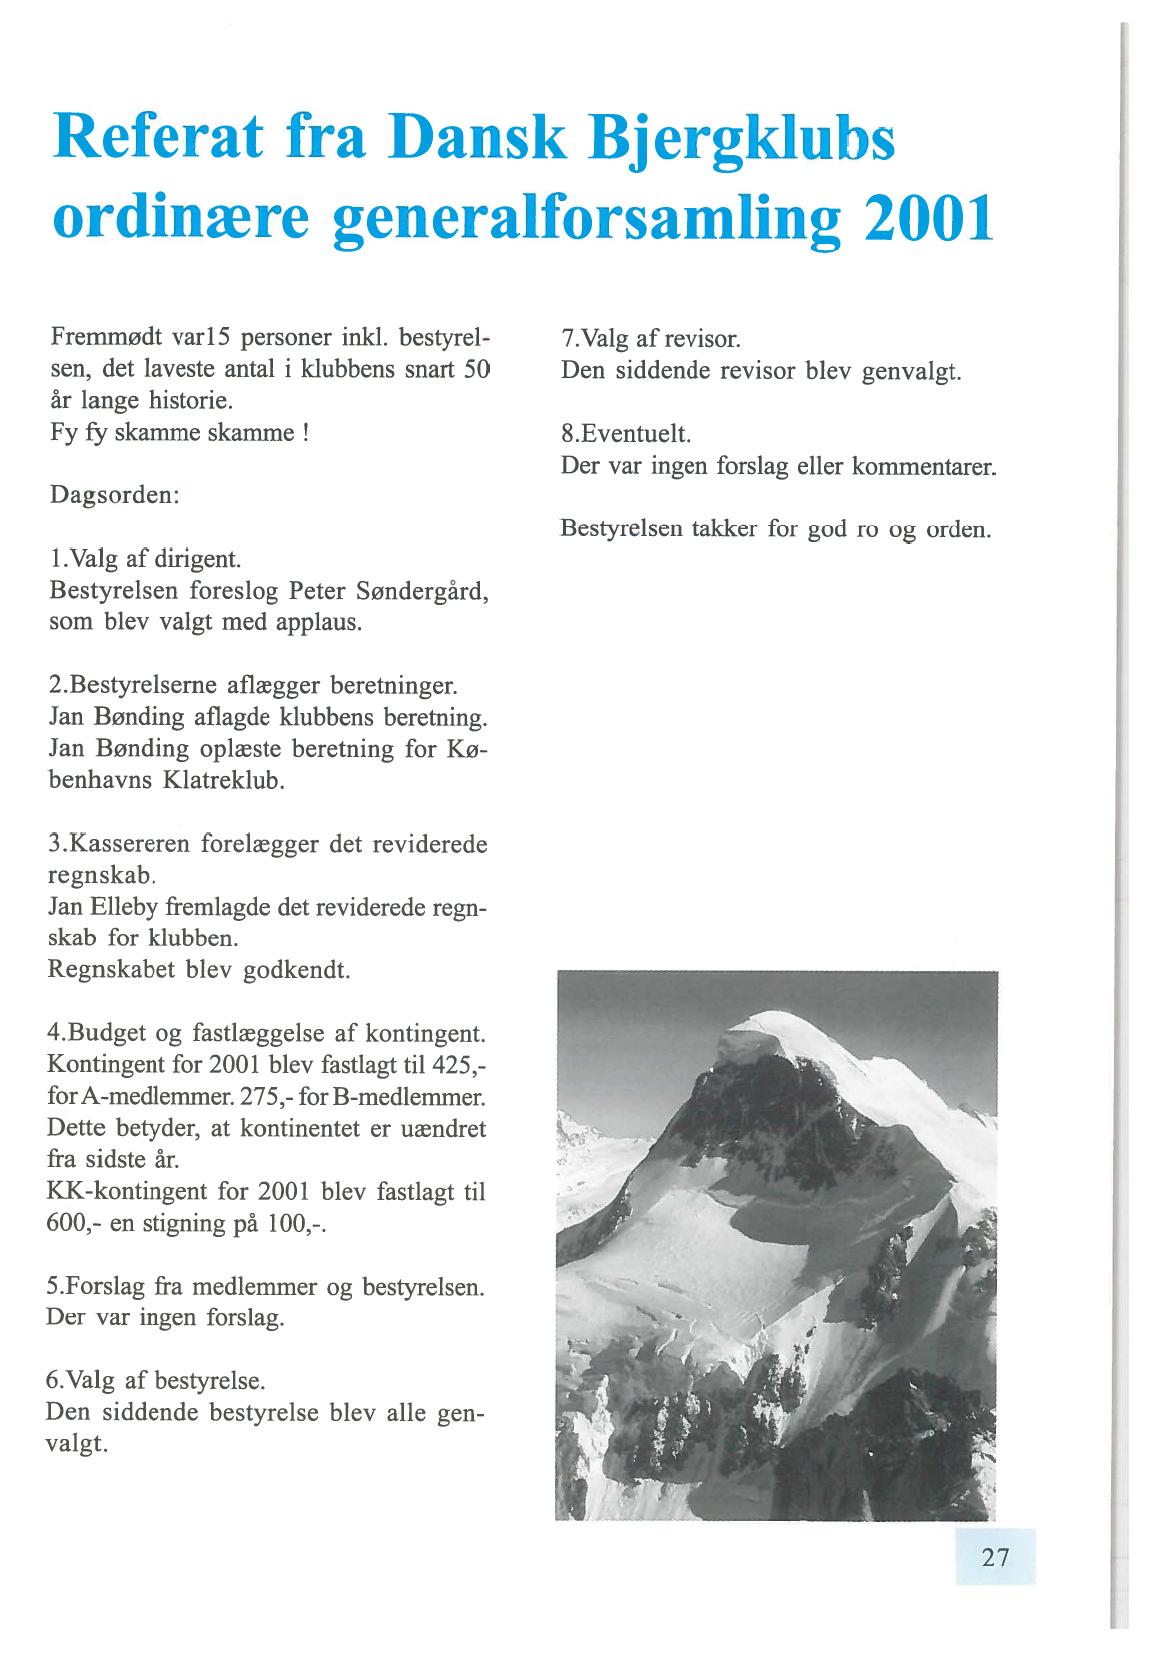 Referat fra Dansk Bjergklubs
ordinære generalforsamling 2001
Fremmødt var15 personer inkl. bestyrel-
sen, det laveste antal i klubbens snart 50
år lange historie.
Fy fy skamme skamme !
Dagsorden:
1.Valg af dirigent.
Bestyrelsen foreslog Peter Søndergård,
som blev valgt med applaus.
2.Bestyrelserne aflægger beretninger.
Jan Bønding aflagde klubbens beretning.
Jan Bønding oplæste beretning for Kø-
benhavns Klatreklub.
3.Kassereren forelægger det reviderede
regnskab.
Jan Elleby fremlagde det reviderede regn-
skab for klubben.
Regnskabet blev godkendt.
4.Budget og fastlæggelse af kontingent.
Kontingent for 2001 blev fastlagt til 425,-
for A-medlemmer. 275,- for B-medlemmer.
Dette betyder, at kontinentet er uændret
fra sidste år.
KK-kontingent for 2001 blev fastlagt til
600,- en stigning på 100,-.
5.Forslag fra medlemmer og bestyrelsen.
Der var ingen forslag.
6.Valg af bestyrelse.
Den siddende bestyrelse blev alle gen-
valgt.
7.Valg af revisor.
Den siddende revisor blev genvalgt.
8.Eventuelt.
Der var ingen forslag eller kommentarer.
Bestyrelsen takker for god ro og orden.
27